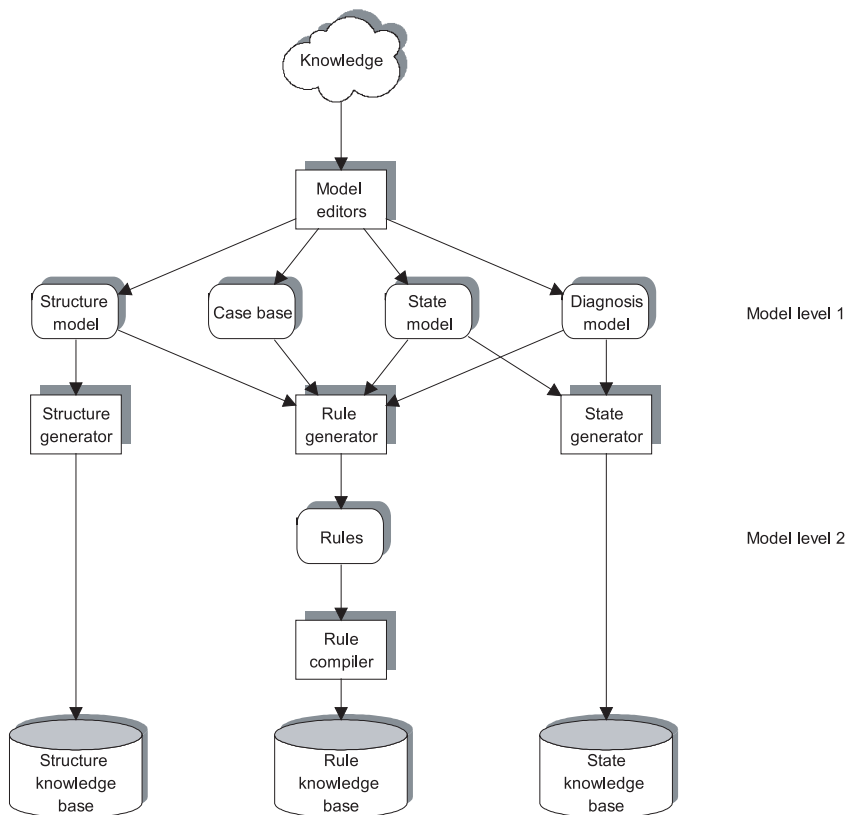 Knowledge
Model
editors
Structure
model
Case base
State
model
Diagnosis
model
Model level 1
Structure
generator
Rule
generator
State
generator
Rules
Model level 2
Rule
compiler
Structure
knowledge
base
Rule
knowledge
base
State
knowledge
base